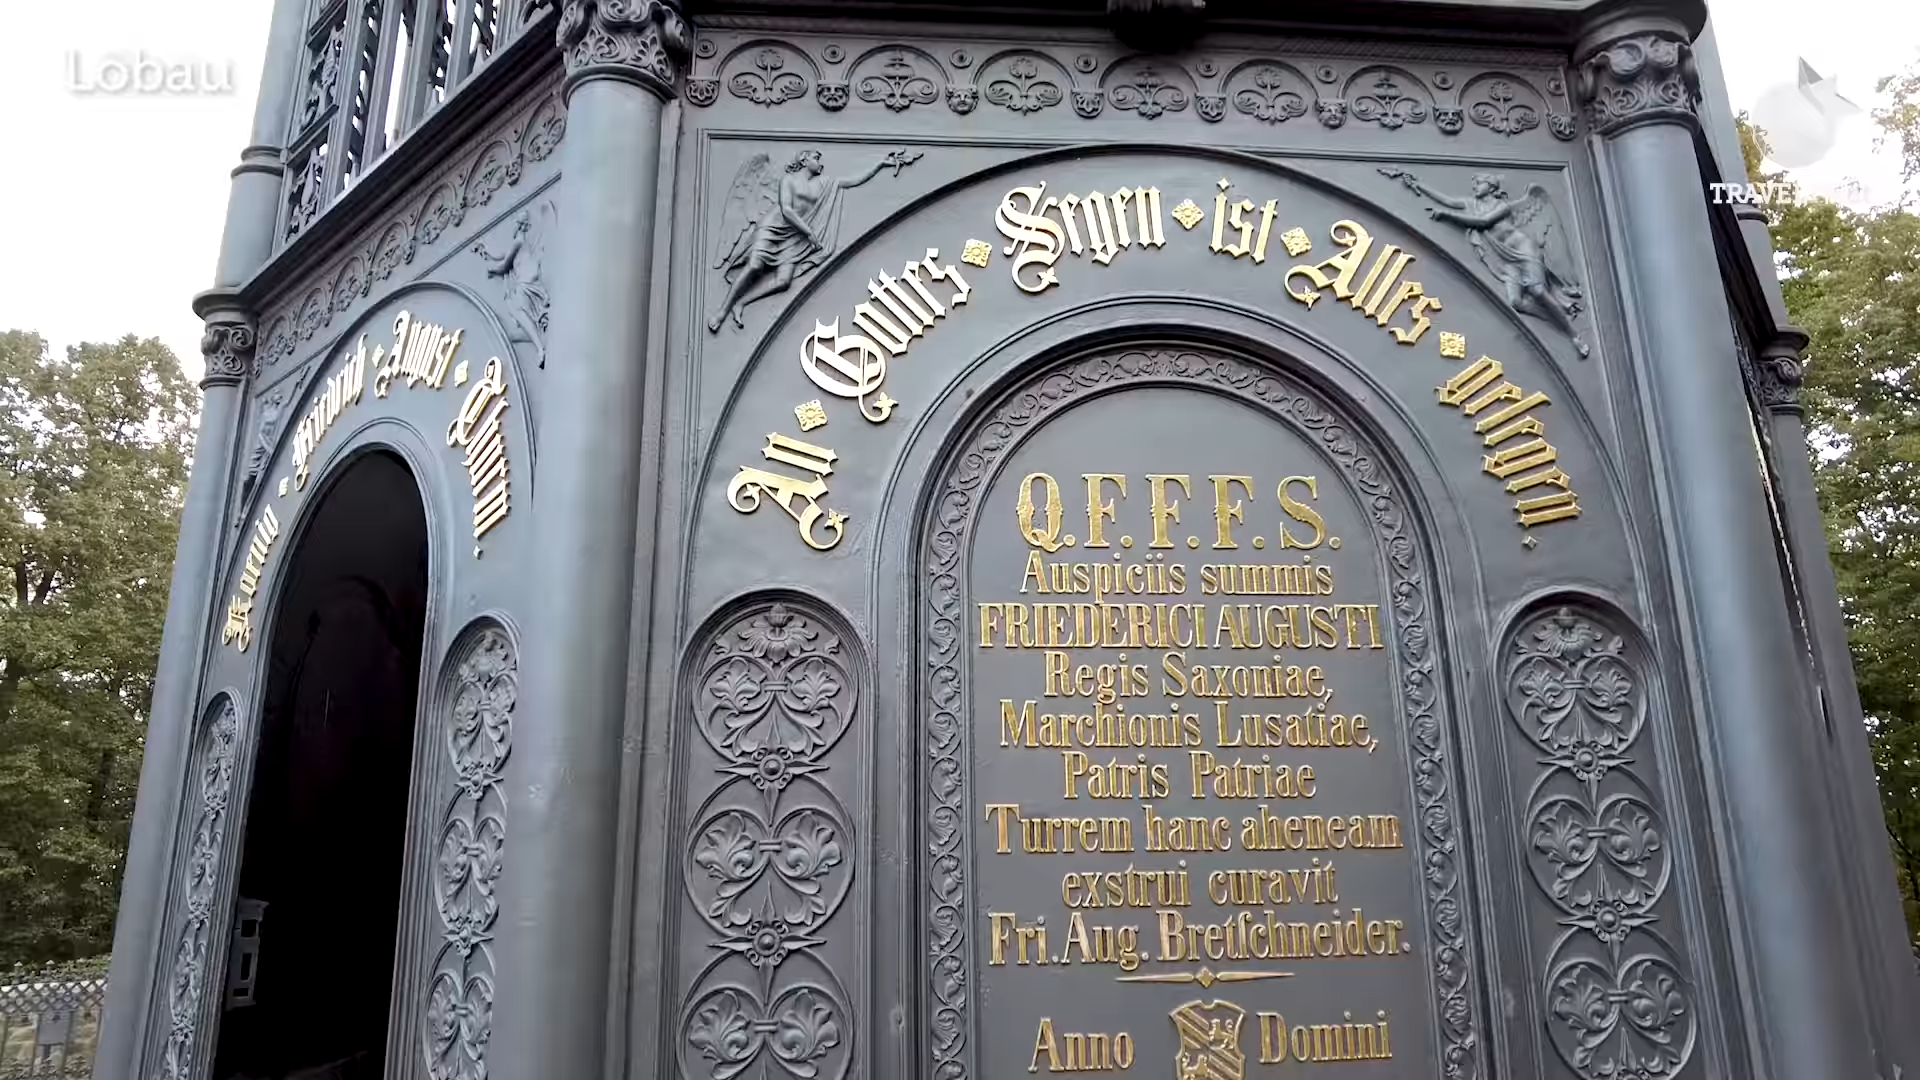 Löbau
Koenig · Friedrich · August · Thurm.
An · Gottes · Segen · ist · Alles · gelegen.
Q. F. F. F. S.
Auspiciis summis
FRIEDERICI AUGUSTI
Regis Saxoniae,
Marchionis Lusatiae,
Patris Patriae
Turrem hanc aheneam
exstrui curavit
Fri. Aug. Bretſchneider.
Anno Domini